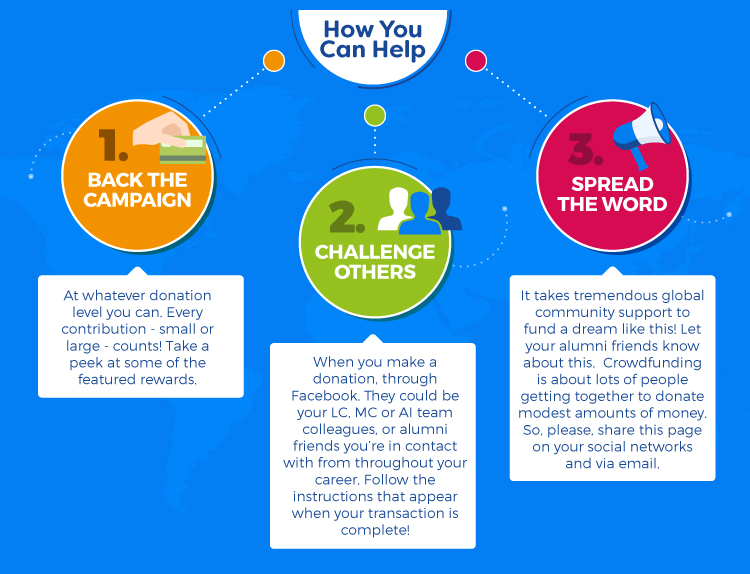 How You
Can Help
1.
BACK THE
CAMPAIGN
At whatever donation
level you can. Every
contribution - small or
large - counts! Take a
peek at some of the
featured rewards.
2.
CHALLENGE
OTHERS
When you make a
donation, through
Facebook. They could be
your LC, MC or AI team
colleagues, or alumni
friends you're in contact
with from throughout your
career. Follow the
instructions that appear
when your transaction is
complete!
3.
SPREAD
THE WORD
It takes tremendous global
community support to
fund a dream like this! Let
your alumni friends know
about this.  Crowdfunding
is about lots of people
getting together to donate
modest amounts of money.
So, please, share this page
on your social networks
and via email.